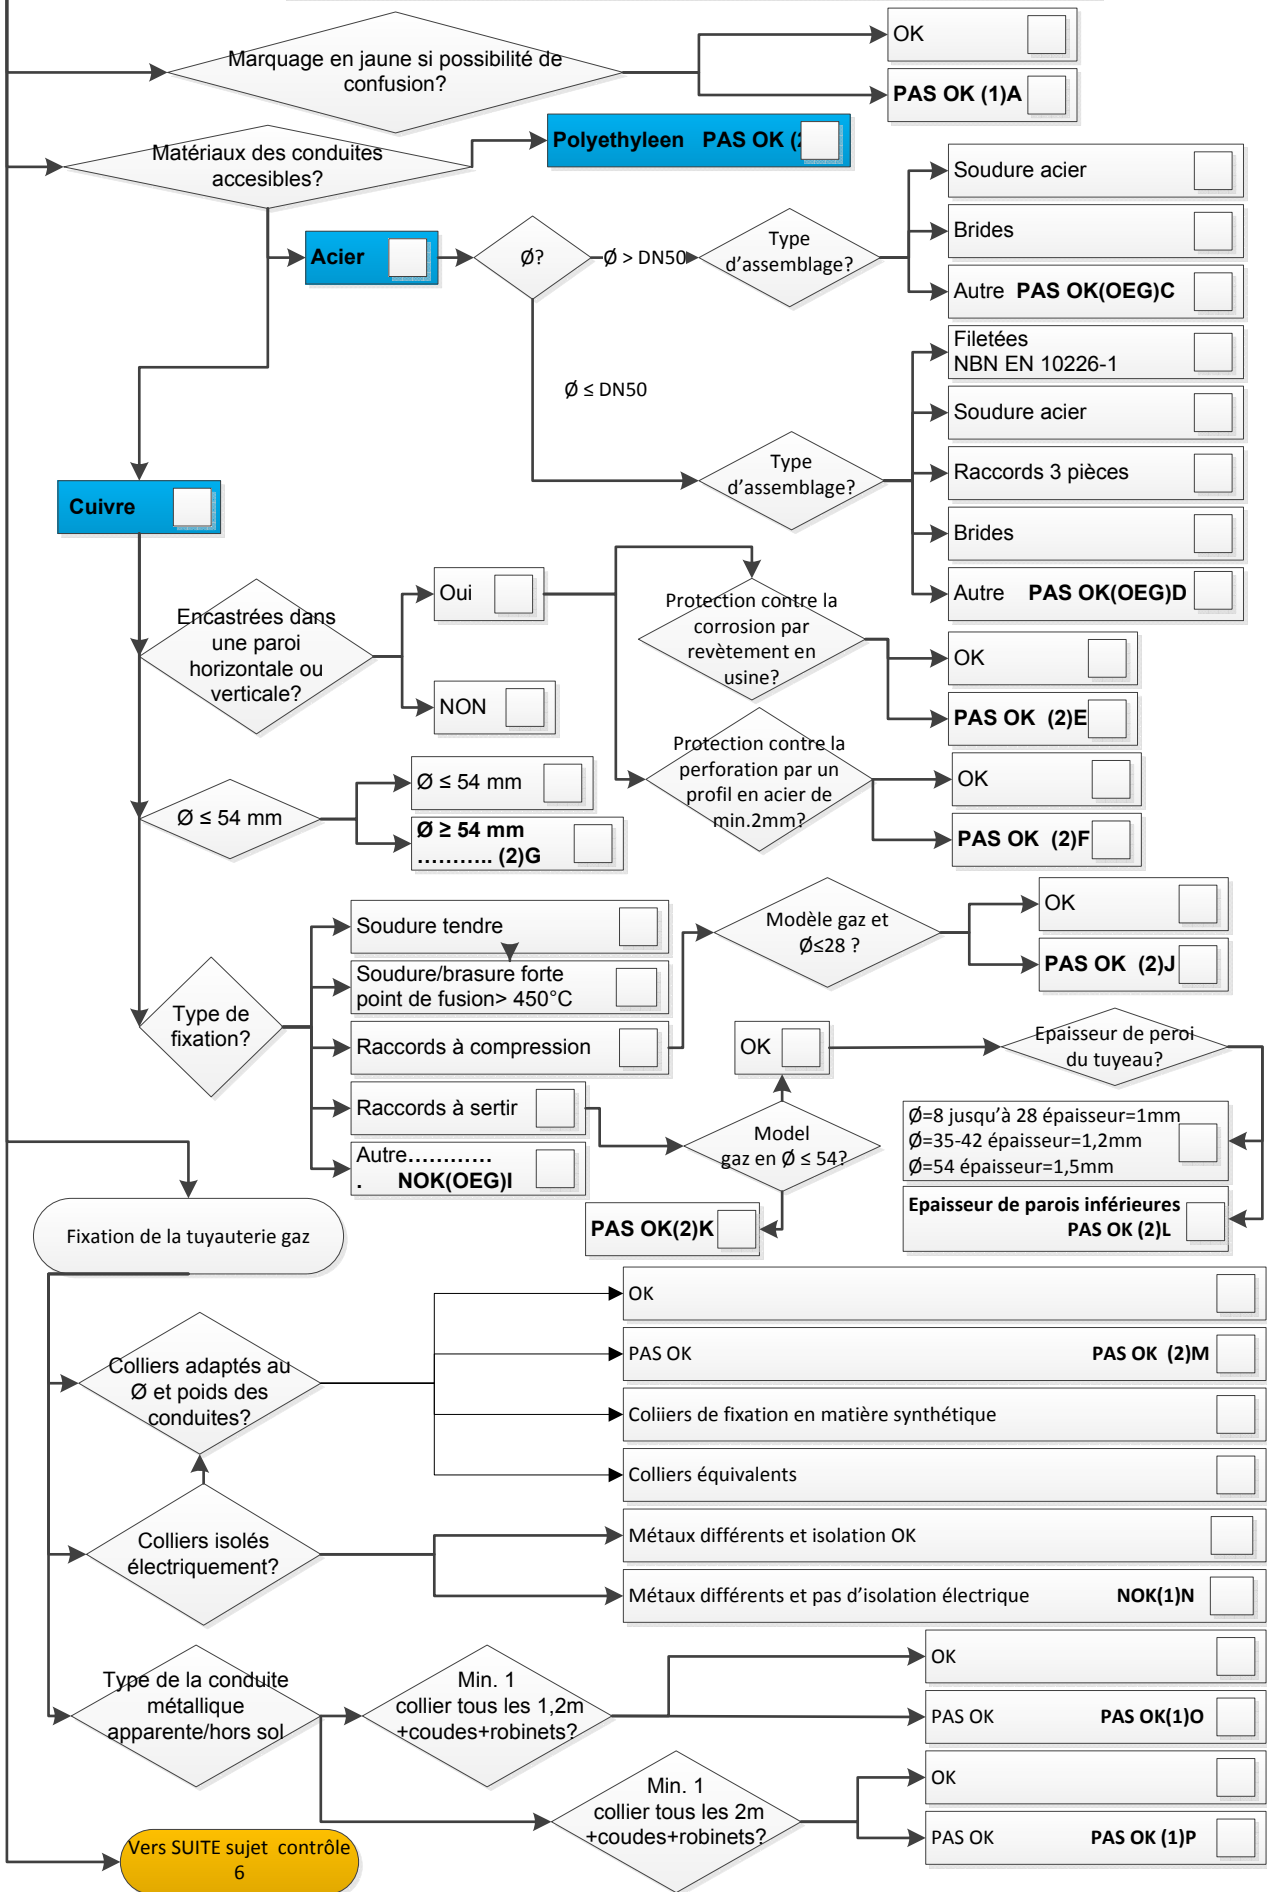 Marquage en jaune si possibilité de
confusion?
OK
PAS OK (1)A
Matériaux des conduites
accesibles?
Polyethyleen PAS OK (
Acier
Ø?
Ø > DN50
Type
d'assemblage?
Soudure acier
Brides
Autre PAS OK(OEG)C
Ø ≤ DN50
Type
d'assemblage?
Filetées
NBN EN 10226-1
Soudure acier
Raccords 3 pièces
Brides
Autre PAS OK(OEG)D
Cuivre
Encastrées dans
une paroi
horizontale ou
verticale?
Oui
NON
Protection contre la
corrosion par
revètement en
usine?
OK
PAS OK (2)E
Protection contre la
perforation par un
profil en acier de
min.2mm?
OK
PAS OK (2)F
Ø ≤ 54 mm
Ø ≤ 54 mm
Ø ≥ 54 mm
……….. (2)G
Type de
fixation?
Soudure tendre
Soudure/brasure forte
point de fusion> 450°C
Raccords à compression
Raccords à sertir
Autre…………
. NOK(OEG)I
Modèle gaz et
Ø≤28 ?
OK
PAS OK (2)J
OK
Model
gaz en Ø ≤ 54?
PAS OK(2)K
Epaisseur de peroi
du tuyeau?
Ø=8 jusqu'à 28 épaisseur=1mm
Ø=35-42 épaisseur=1,2mm
Ø=54 épaisseur=1,5mm
Epaisseur de parois inférieures
PAS OK (2)L
Fixation de la tuyauterie gaz
Colliers adaptés au
Ø et poids des
conduites?
OK
PAS OK PAS OK (2)M
Coliiers de fixation en matière synthétique
Colliers équivalents
Colliers isolés
électriquement?
Métaux différents et isolation OK
Métaux différents et pas d'isolation électrique NOK(1)N
Type de la conduite
métallique
apparente/hors sol
Min. 1
collier tous les 1,2m
+coudes+robinets?
OK
PAS OK PAS OK(1)O
Min. 1
collier tous les 2m
+coudes+robinets?
OK
PAS OK PAS OK (1)P
Vers SUITE sujet contrôle
6